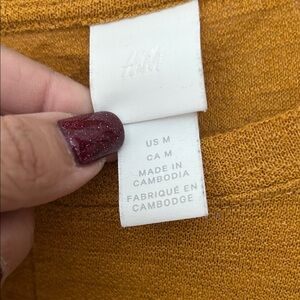 H&M
US M
CA M
MADE IN
CAMBODIA
FABRIQUÉ EN
CAMBODGE